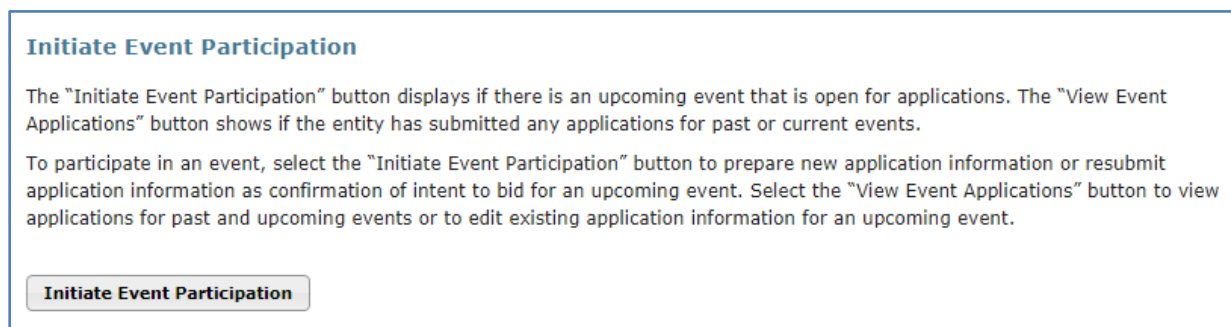 Initiate Event Participation
The “Initiate Event Participation” button displays if there is an upcoming event that is open for applications. The “View Event
Applications” button shows if the entity has submitted any applications for past or current events.
To participate in an event, select the “Initiate Event Participation” button to prepare new application information or resubmit
application information as confirmation of intent to bid for an upcoming event. Select the “View Event Applications” button to view
applications for past and upcoming events or to edit existing application information for an upcoming event.
Initiate Event Participation